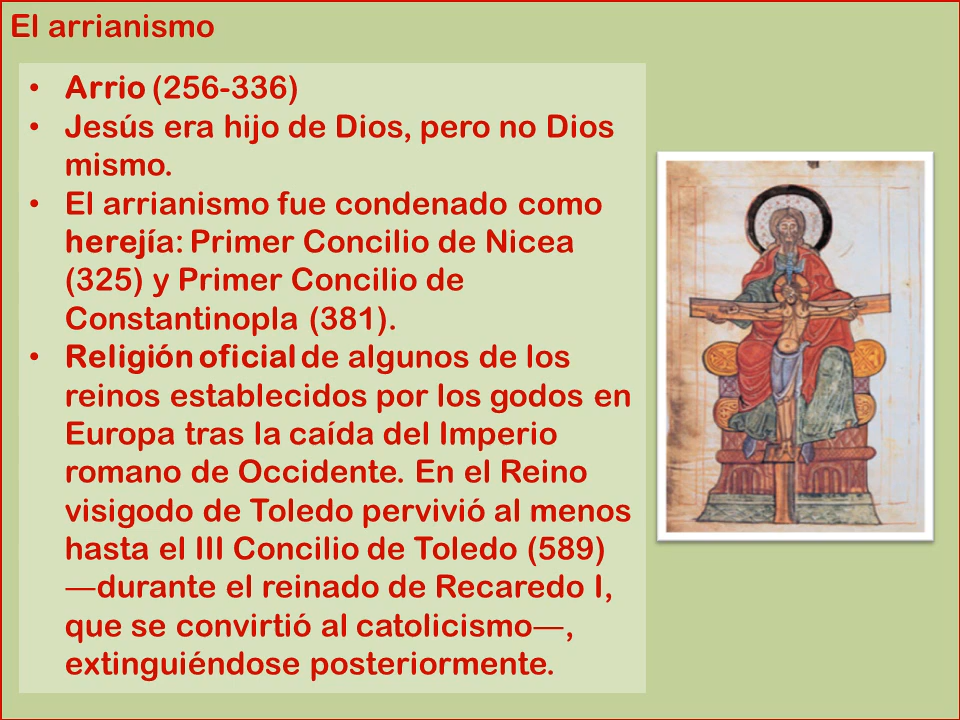 El arrianismo
• Arrio (256-336)
• Jesús era hijo de Dios, pero no Dios
mismo.
• El arrianismo fue condenado como
herejía: Primer Concilio de Nicea
(325) y Primer Concilio de
Constantinopla (381).
• Religión oficial de algunos de los
reinos establecidos por los godos en
Europa tras la caída del Imperio
romano de Occidente. En el Reino
visigodo de Toledo pervivió al menos
hasta el III Concilio de Toledo (589)
—durante el reinado de Recaredo I,
que se convirtió al catolicismo—,
extinguiéndose posteriormente.